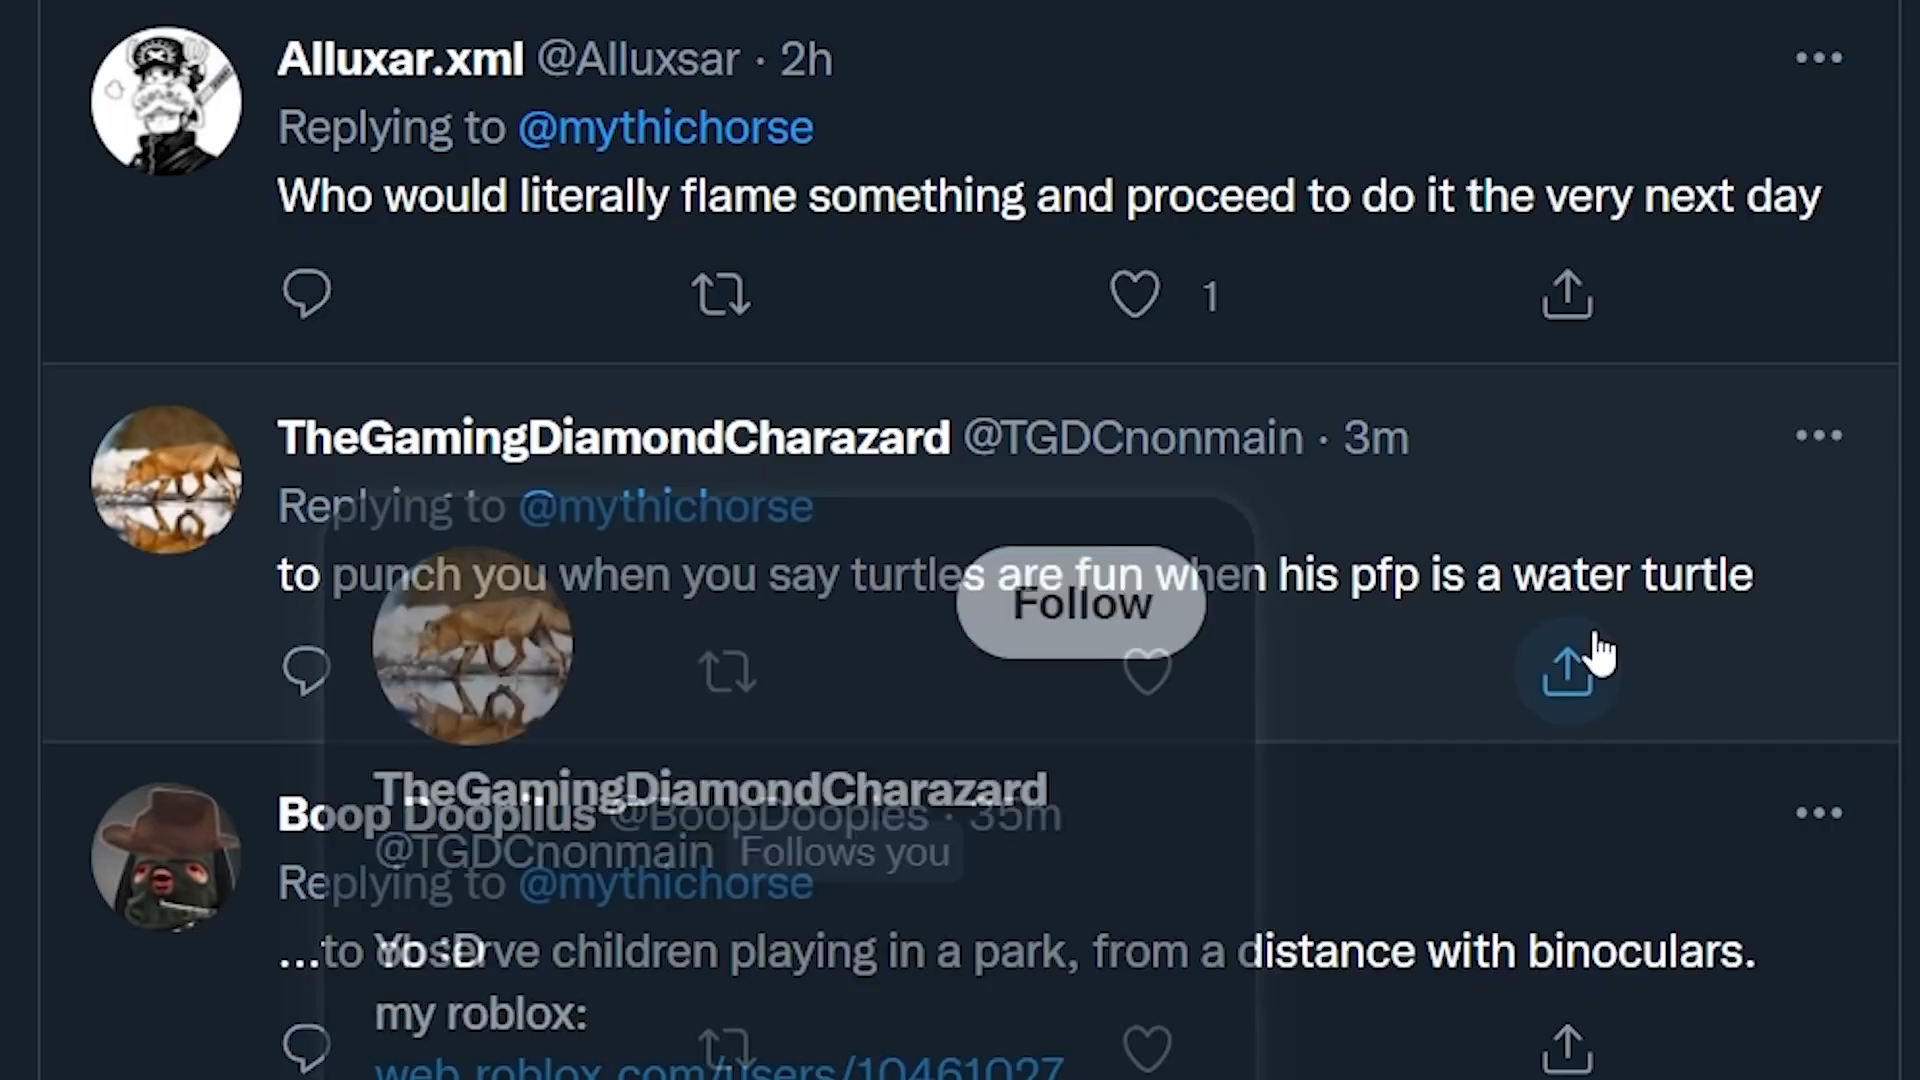 Alluxar.xml @Alluxsar · 2h
Replying to @mythichorse
Who would literally flame something and proceed to do it the very next day
1
TheGamingDiamondCharazard @TGDCnonmain · 3m
Replying to @mythichorse
to punch you when you say turtles are fun when his pfp is a water turtle
Follow
TheGamingDiamondCharazard
Boop Doopilus @BoopDooples · 35m
@TGDCnonmain Follows you
Replying to @mythichorse
...to observe children playing in a park, from a distance with binoculars.
Yo :D
my roblox:
web.roblox.com/users/10461027